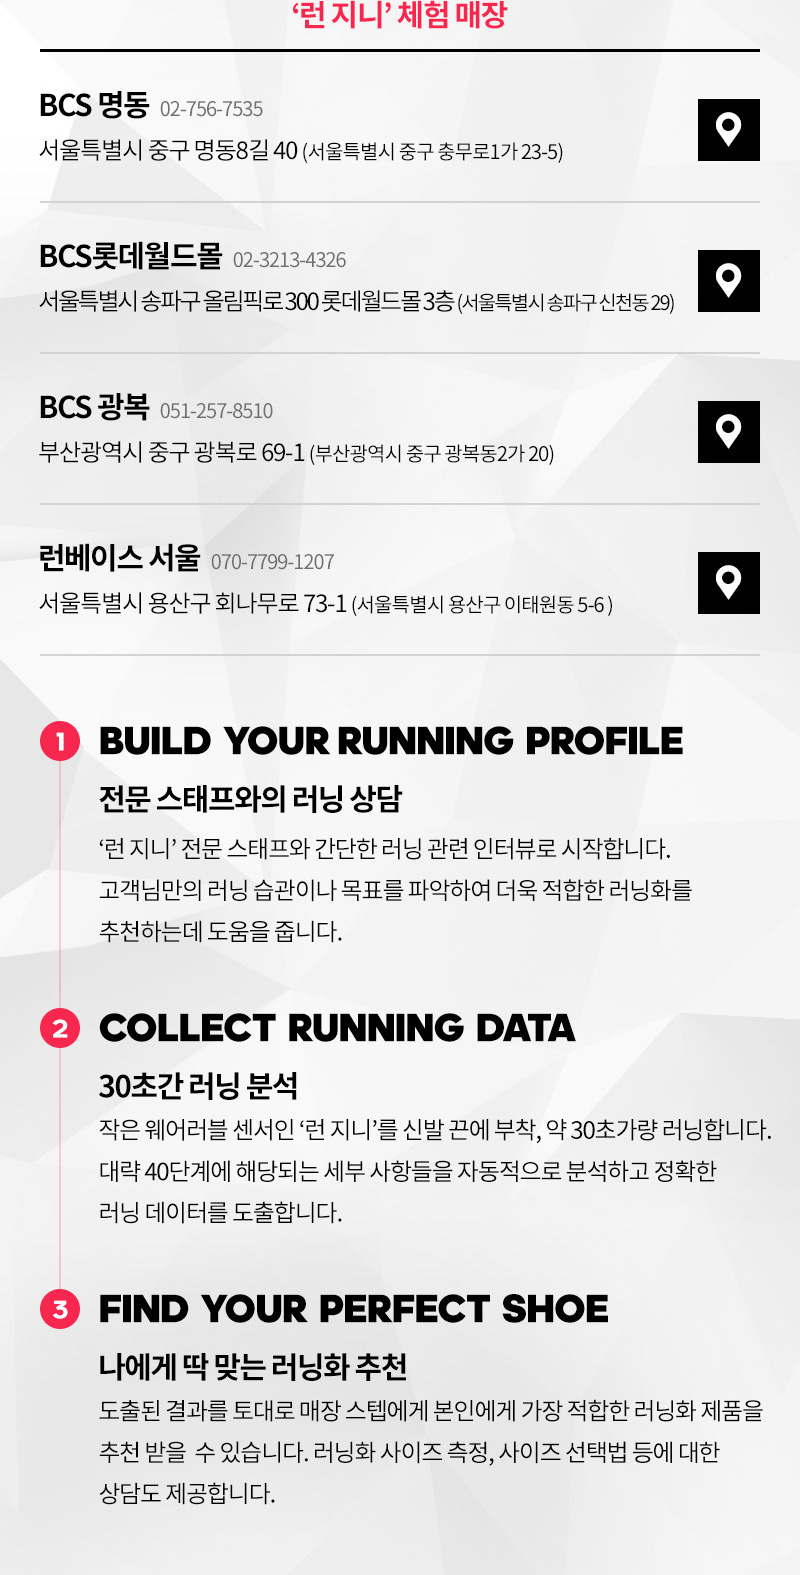 ‘런 지니’ 체험 매장
BCS 명동 02-756-7535
서울특별시 중구 명동8길 40 (서울특별시 중구 충무로1가 23-5)
BCS롯데월드몰 02-3213-4326
서울특별시 송파구 올림픽로 300 롯데월드몰 3층 (서울특별시 송파구 신천동 29)
BCS 광복 051-257-8510
부산광역시 중구 광복로 69-1 (부산광역시 중구 광복동2가 20)
런베이스 서울 070-7799-1207
서울특별시 용산구 회나무로 73-1 (서울특별시 용산구 이태원동 5-6 )
1 BUILD YOUR RUNNING PROFILE
전문 스태프와의 러닝 상담
‘런 지니’ 전문 스태프와 간단한 러닝 관련 인터뷰로 시작합니다.
고객님만의 러닝 습관이나 목표를 파악하여 더욱 적합한 러닝화를
추천하는데 도움을 줍니다.
2 COLLECT RUNNING DATA
30초간 러닝 분석
작은 웨어러블 센서인 ‘런 지니’를 신발 끈에 부착, 약 30초가량 러닝합니다.
대략 40단계에 해당되는 세부 사항들을 자동적으로 분석하고 정확한
러닝 데이터를 도출합니다.
3 FIND YOUR PERFECT SHOE
나에게 딱 맞는 러닝화 추천
도출된 결과를 토대로 매장 스텝에게 본인에게 가장 적합한 러닝화 제품을
추천 받을 수 있습니다. 러닝화 사이즈 측정, 사이즈 선택법 등에 대한
상담도 제공합니다.